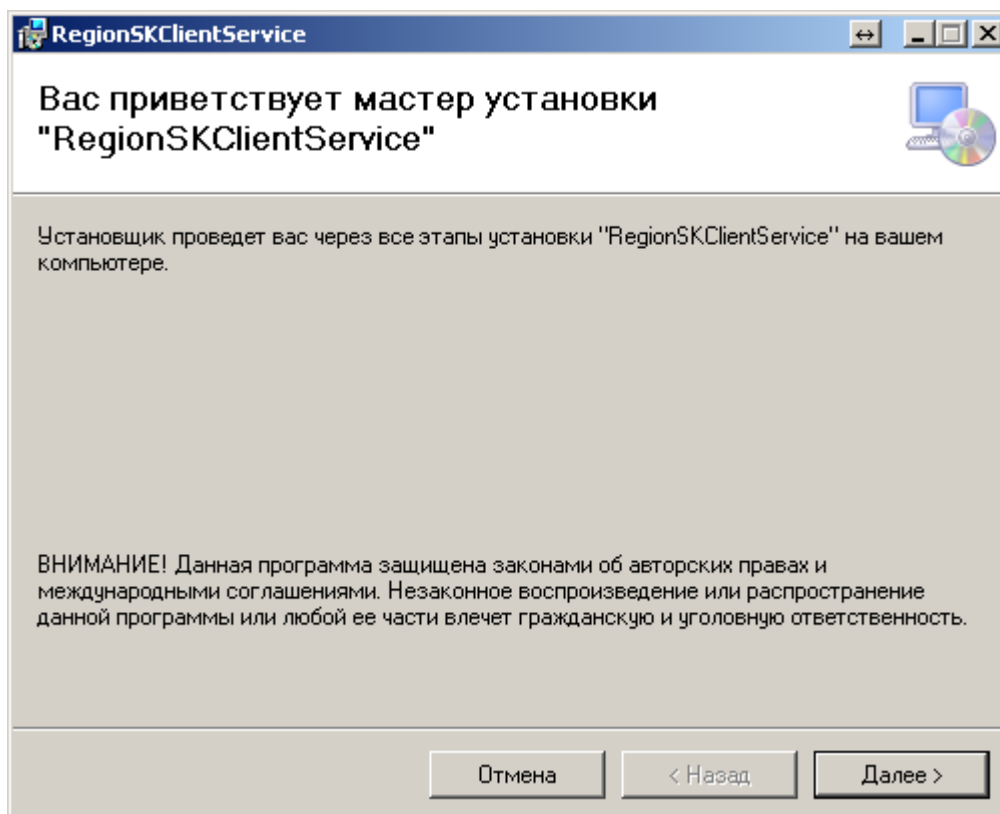 RegionSKClientService
Вас приветствует мастер установки
"RegionSKClientService"
Установщик проведет вас через все этапы установки "RegionSKClientService" на вашем
компьютере.
ВНИМАНИЕ! Данная программа защищена законами об авторских правах и
международными соглашениями. Незаконное воспроизведение или распространение
данной программы или любой ее части влечет гражданскую и уголовную ответственность.
Отмена
< Назад
Далее >